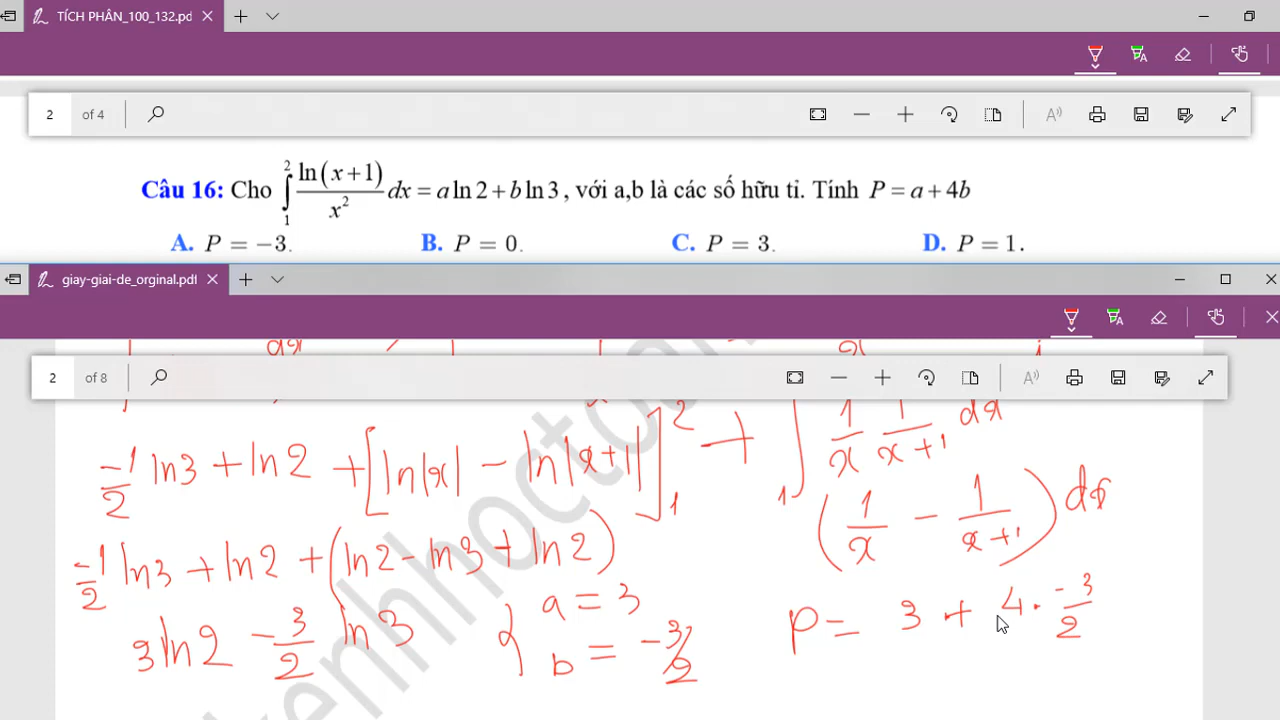 TÍCH PHÂN_100_132.pd
2 of 4
Câu 16: Cho ∫₁² ln(x+1)/x² dx = a ln 2 + b ln 3, với a,b là các số hữu tỉ. Tính P = a + 4b
A. P = −3. B. P = 0. C. P = 3. D. P = 1.
giay-giai-de_orginal.pdf
2 of 8
-1/2 ln3 + ln2 + [ln|x| − ln|x+1|]₁² + ∫₁ 1/x 1/(x+1) dx
(1/x − 1/(x+1)) dx
-1/2 ln3 + ln2 + (ln2 − ln3 + ln2)
3ln2 − 3/2 ln3 { a = 3
b = −3/2
P = 3 + 4 · −3/2